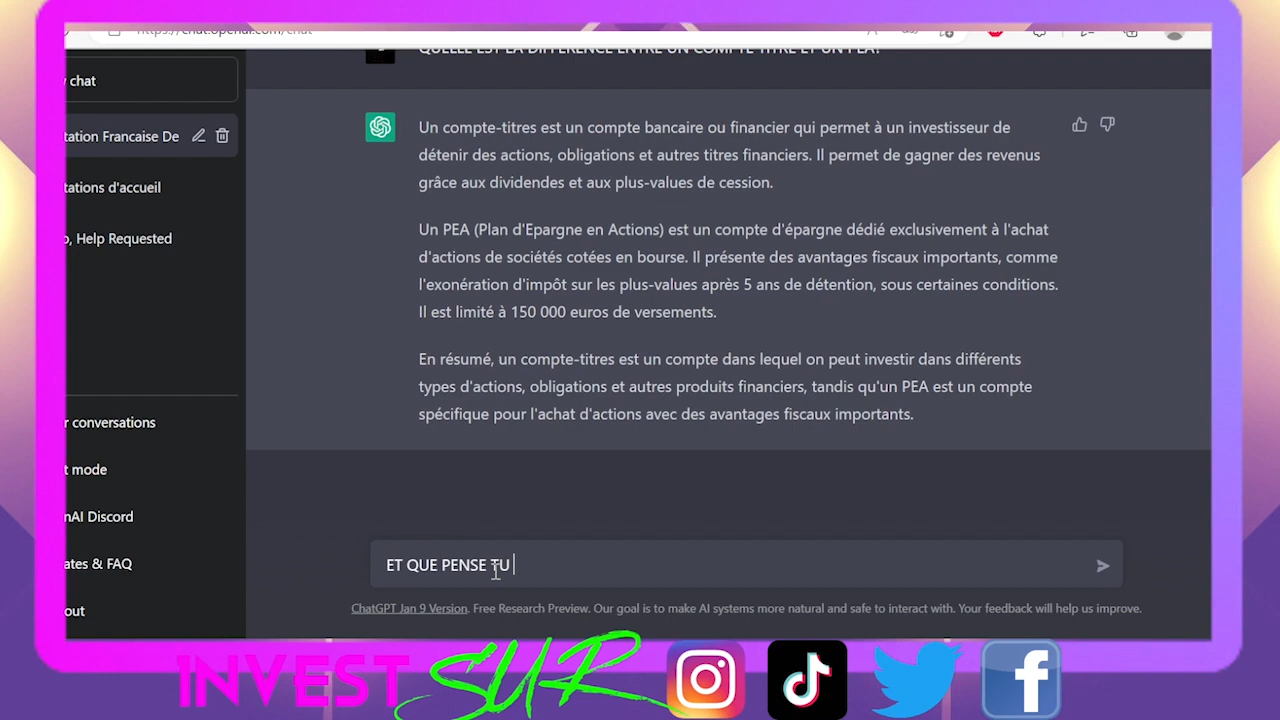 https://chat.openai.com/chat
QUELLE EST LA DIFFERENCE ENTRE UN COMPTE TITRE ET UN PEA?
chat
tation Francaise De
Un compte-titres est un compte bancaire ou financier qui permet à un investisseur de
détenir des actions, obligations et autres titres financiers. Il permet de gagner des revenus
grâce aux dividendes et aux plus-values de cession.
tations d'accueil
o, Help Requested
Un PEA (Plan d'Epargne en Actions) est un compte d'épargne dédié exclusivement à l'achat
d'actions de sociétés cotées en bourse. Il présente des avantages fiscaux importants, comme
l'exonération d'impôt sur les plus-values après 5 ans de détention, sous certaines conditions.
Il est limité à 150 000 euros de versements.
En résumé, un compte-titres est un compte dans lequel on peut investir dans différents
types d'actions, obligations et autres produits financiers, tandis qu'un PEA est un compte
spécifique pour l'achat d'actions avec des avantages fiscaux importants.
r conversations
t mode
nAI Discord
ates & FAQ
out
ET QUE PENSE TU
ChatGPT Jan 9 Version. Free Research Preview. Our goal is to make AI systems more natural and safe to interact with. Your feedback will help us improve.
INVEST SUR